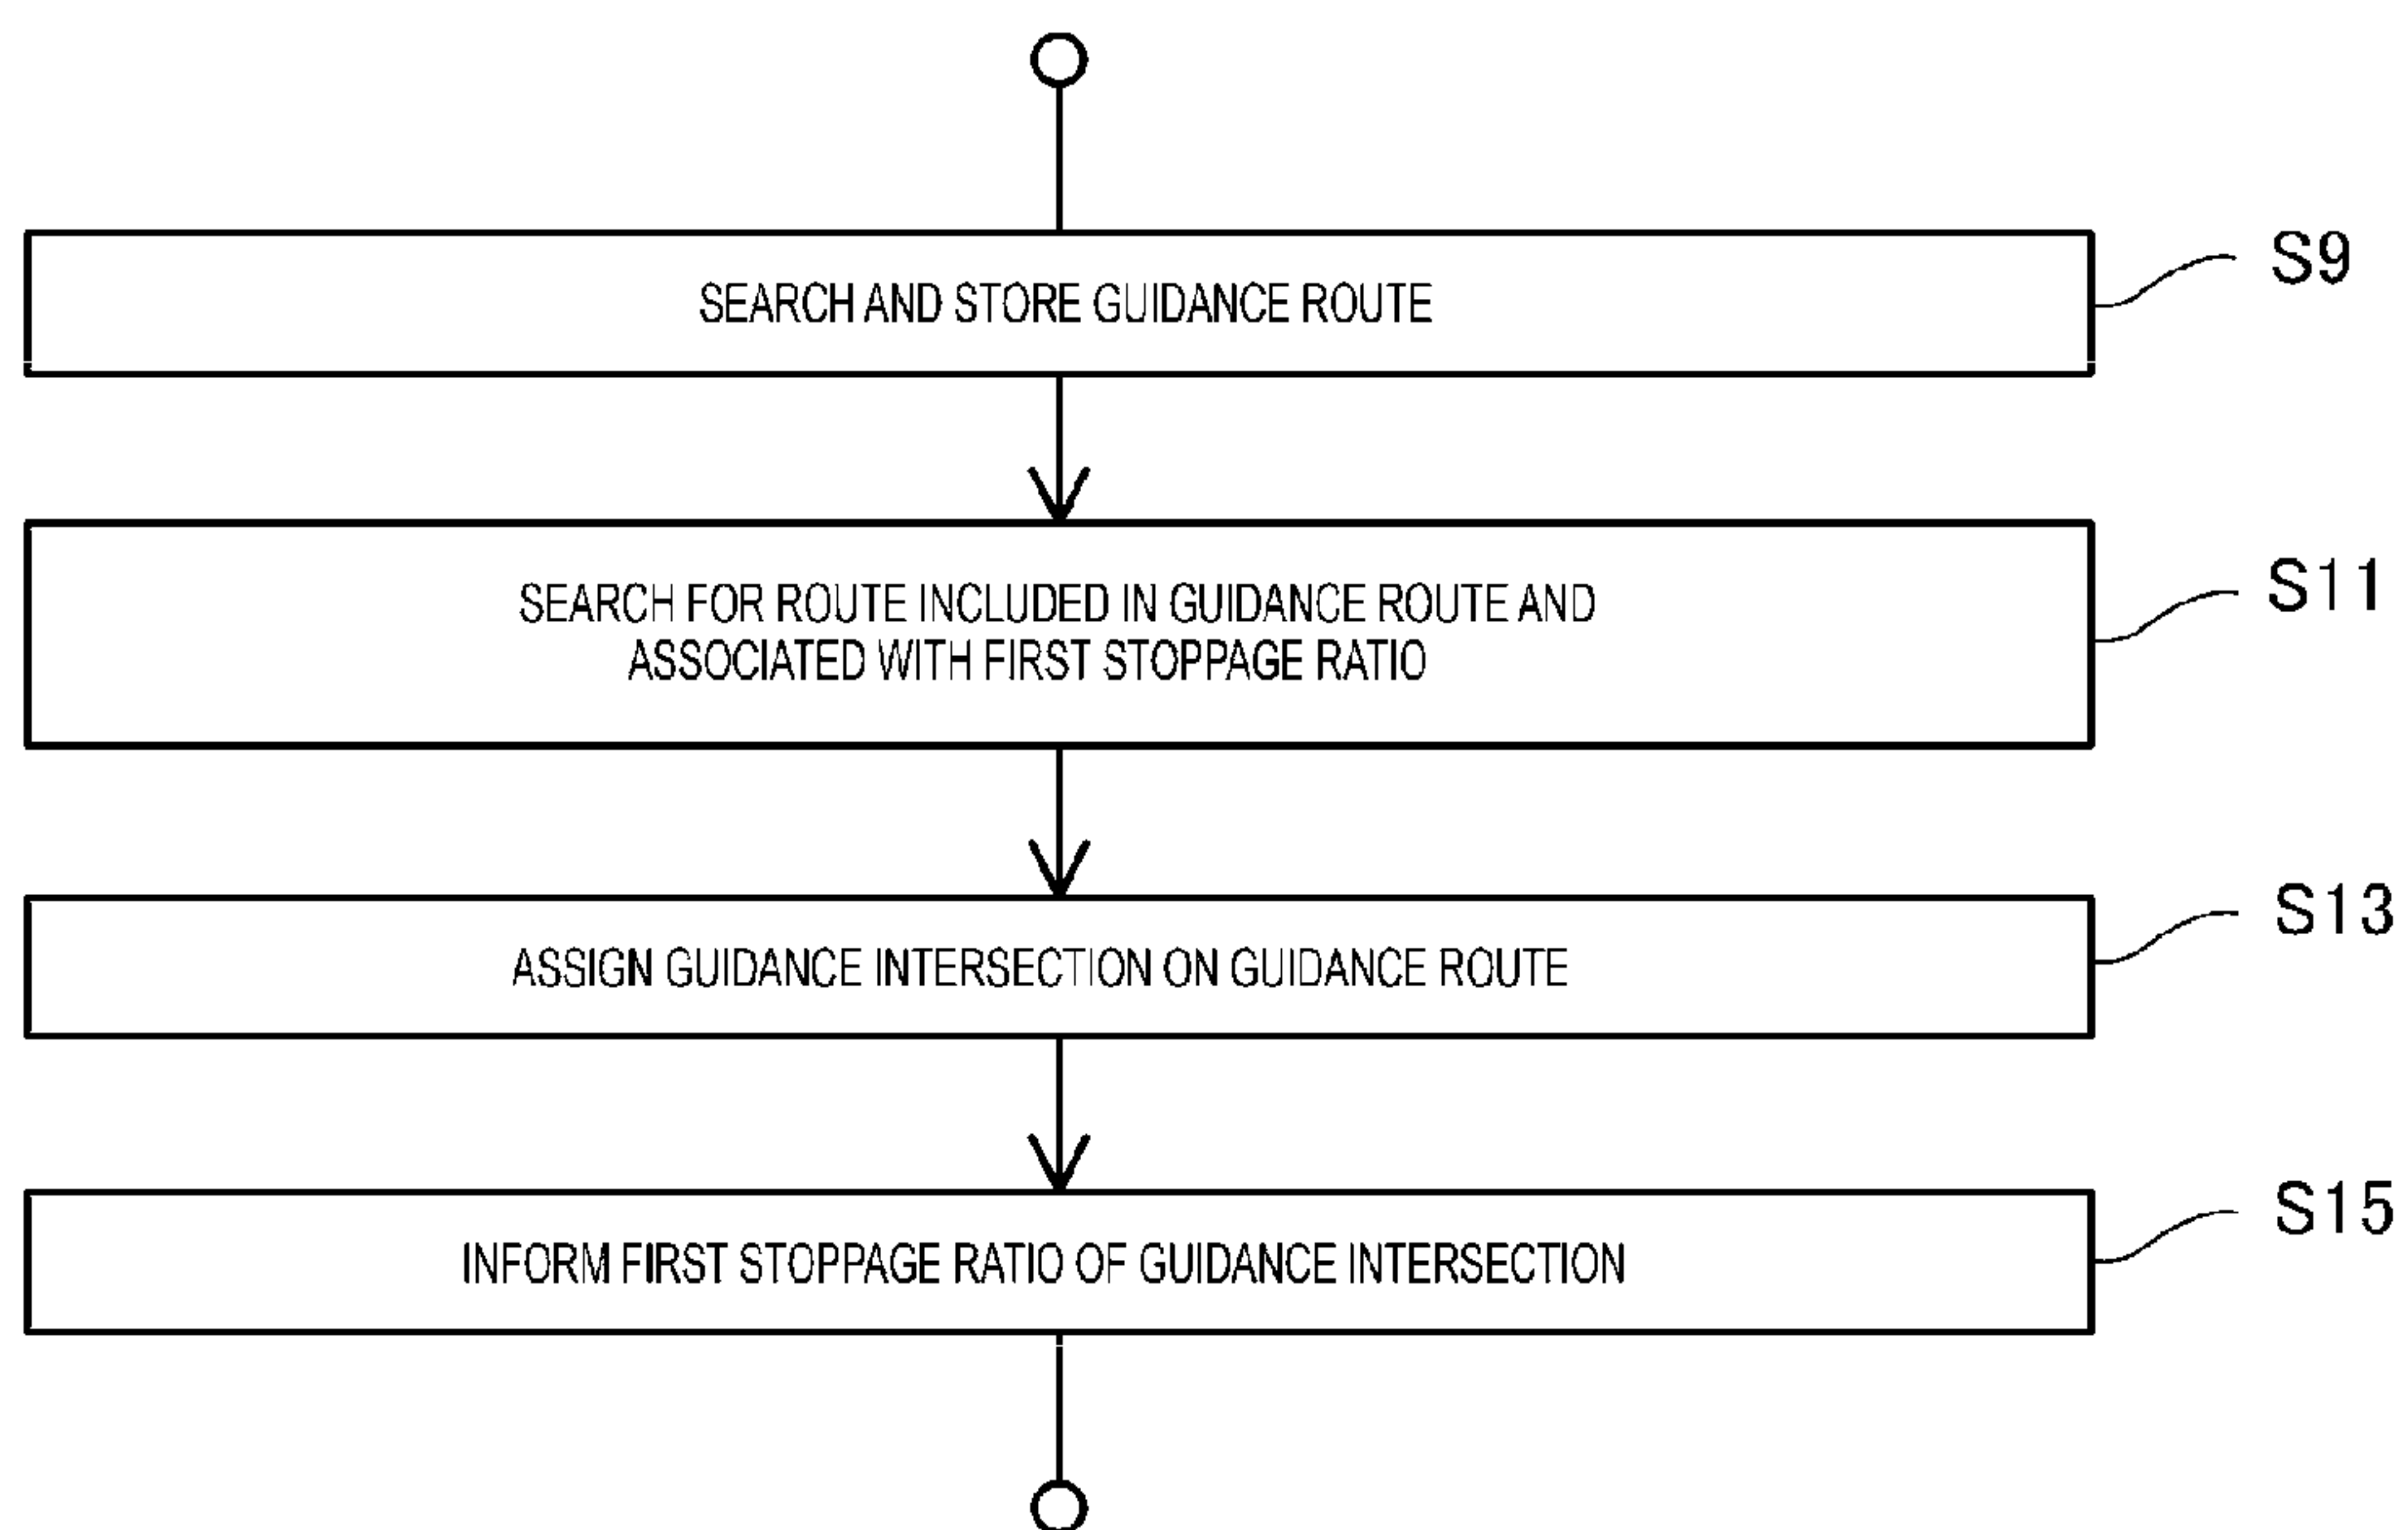 SEARCH AND STORE GUIDANCE ROUTE
S9
SEARCH FOR ROUTE INCLUDED IN GUIDANCE ROUTE AND
ASSOCIATED WITH FIRST STOPPAGE RATIO
S11
ASSIGN GUIDANCE INTERSECTION ON GUIDANCE ROUTE
S13
INFORM FIRST STOPPAGE RATIO OF GUIDANCE INTERSECTION
S15